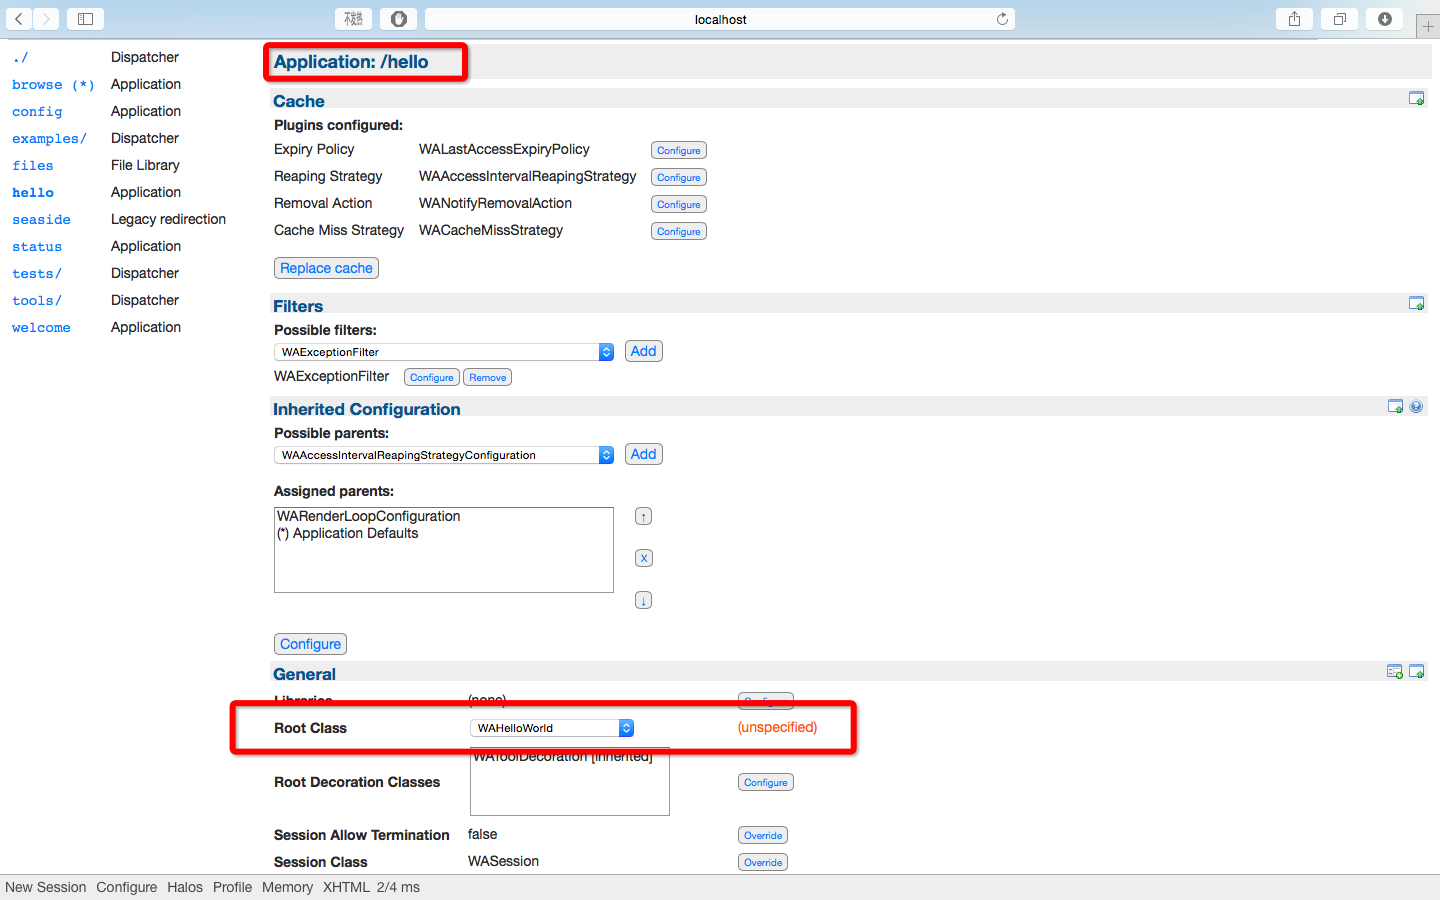 不趁
localhost
./ Dispatcher
browse (*) Application
config Application
examples/ Dispatcher
files File Library
hello Application
seaside Legacy redirection
status Application
tests/ Dispatcher
tools/ Dispatcher
welcome Application
Application: /hello
Cache
Plugins configured:
Expiry Policy WALastAccessExpiryPolicy Configure
Reaping Strategy WAAccessIntervalReapingStrategy Configure
Removal Action WANotifyRemovalAction Configure
Cache Miss Strategy WACacheMissStrategy Configure
Replace cache
Filters
Possible filters:
WAExceptionFilter Add
WAExceptionFilter Configure Remove
Inherited Configuration
Possible parents:
WAAccessIntervalReapingStrategyConfiguration Add
Assigned parents:
WARenderLoopConfiguration ↑
(*) Application Defaults
X
↓
Configure
General
Libraries (none) Configure
Root Class WAHelloWorld (unspecified)
WAToolDecoration [inherited]
Root Decoration Classes Configure
Session Allow Termination false Override
Session Class WASession Override
New Session Configure Halos Profile Memory XHTML 2/4 ms